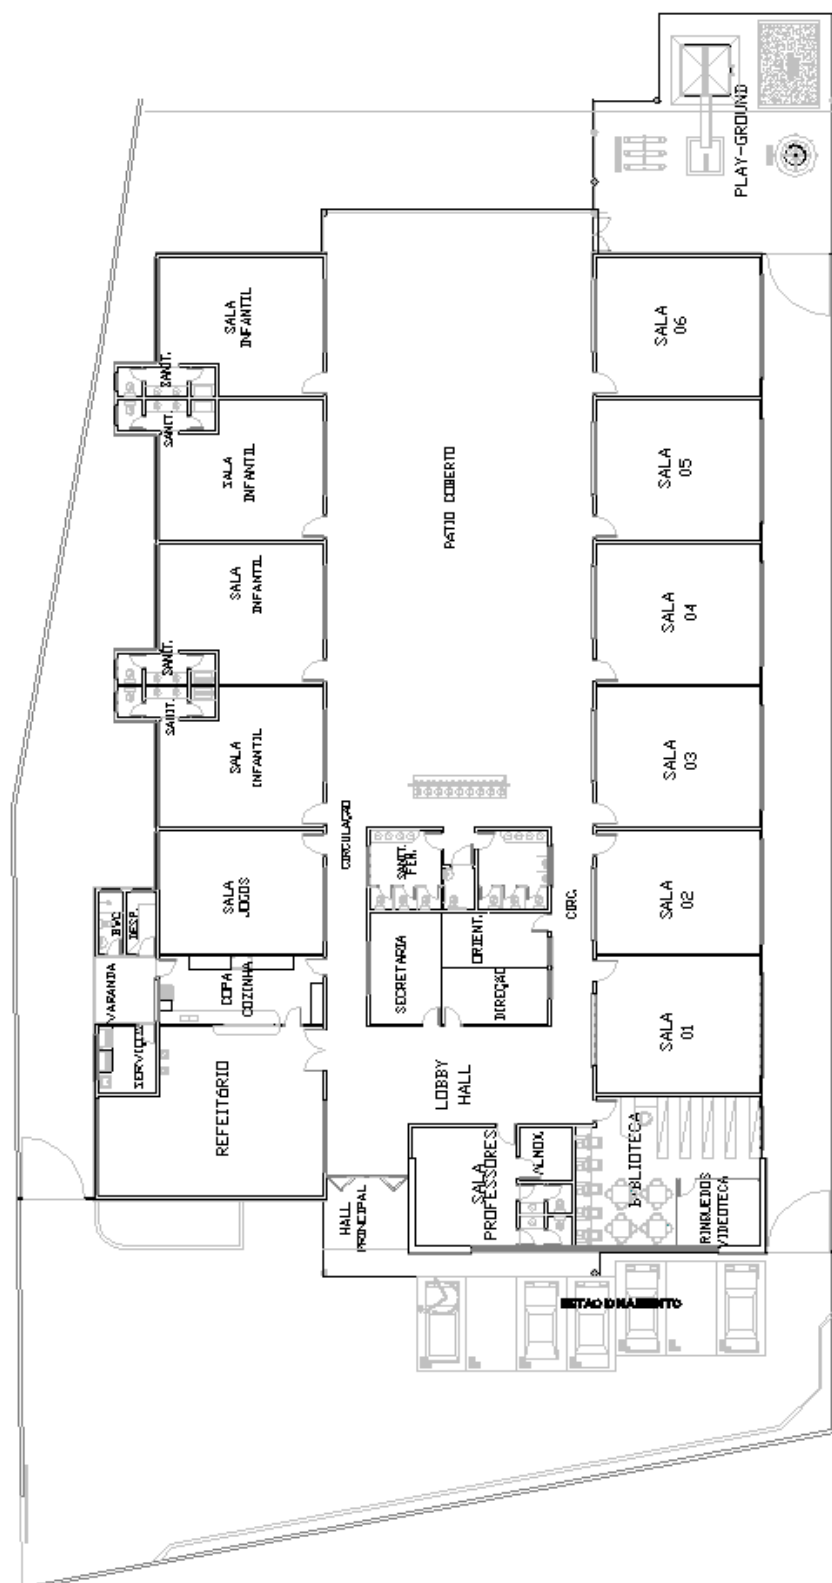 PLAY-GROUND
SALA
INFANTIL
SALA
06
SANIT.
SANIT.
SALA
INFANTIL
PATIO COBERTO
SALA
05
SALA
INFANTIL
SALA
04
SANIT.
SANIT.
SALA
INFANTIL
SALA
03
CIRCULAÇÃO
SANIT.
FEM.
SALA
JOGOS
CIRC.
SALA
02
BWC
DESP.
SECRETARIA
ORIENT.
DIREÇÃO
VARANDA
COPA
COZINHA
SALA
01
SERVIÇO
REFEITÓRIO
LOBBY
HALL
SALA
PROFESSORES
ALMOX.
BIBLIOTECA
RINQUEDOS
VIDEOTECA
HALL
PRINCIPAL
ESTACIONAMENTO